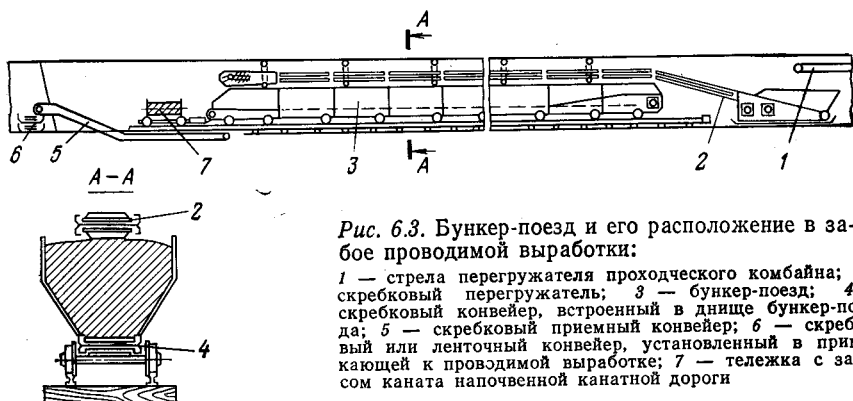 A
A
6
5
7
3
2
1
A–A
2
4
Рис. 6.3. Бункер-поезд и его расположение в за-
бое проводимой выработки:
1 — стрела перегружателя проходческого комбайна;
скребковый перегружатель; 3 — бункер-поезд; 4
скребковый конвейер, встроенный в днище бункер-по
да; 5 — скребковый приемный конвейер; 6 — скреб
вый или ленточный конвейер, установленный в прим
кающей к проводимой выработке; 7 — тележка с за
сом каната напочвенной канатной дороги